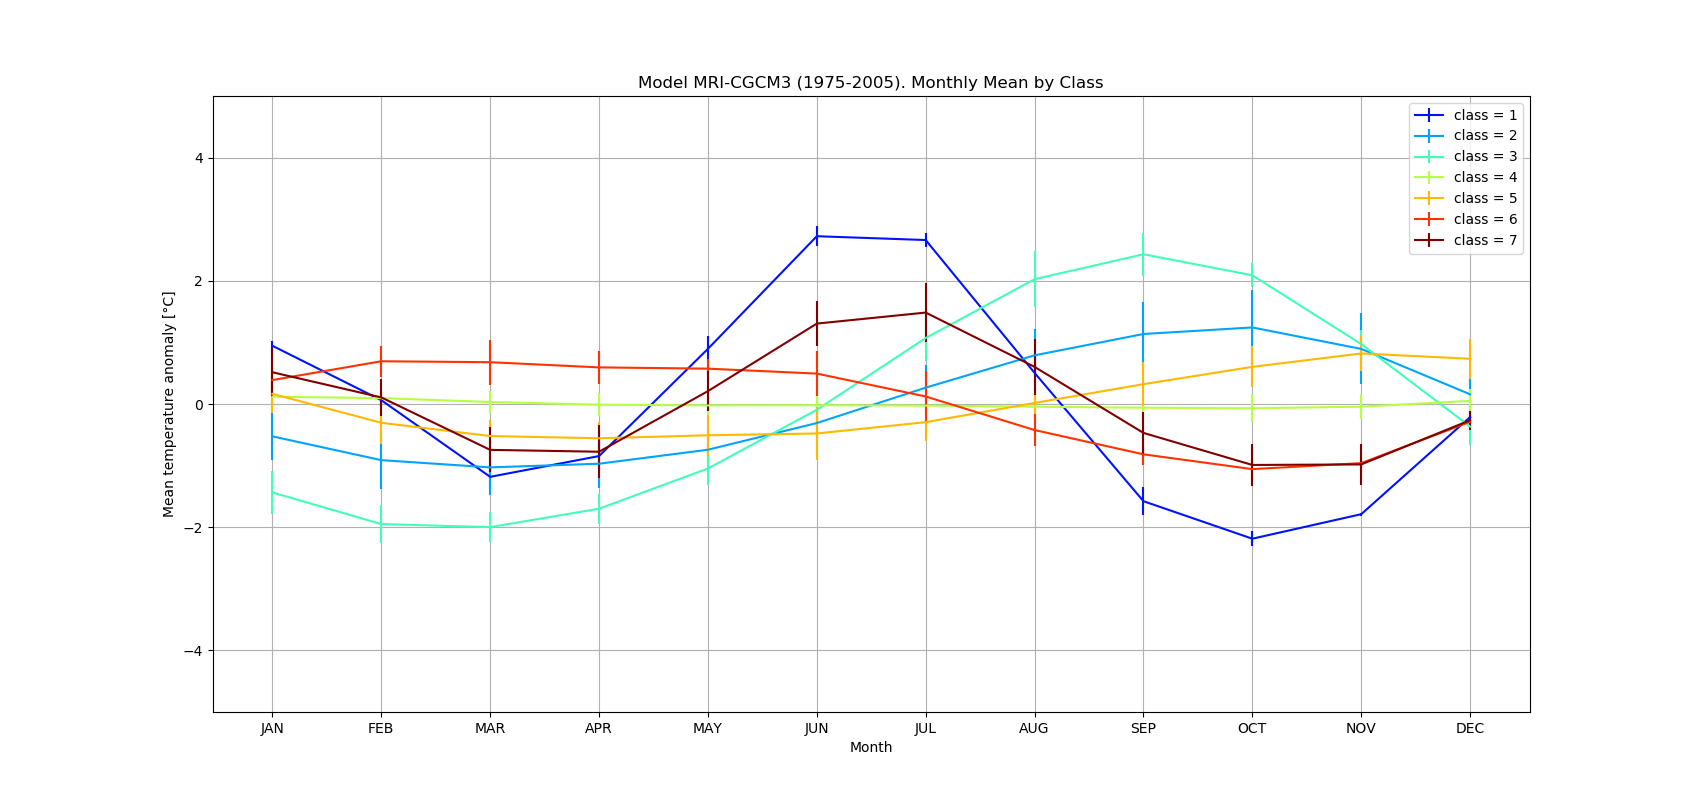 Model MRI-CGCM3 (1975-2005). Monthly Mean by Class
class = 1
class = 2
class = 3
class = 4
class = 5
class = 6
class = 7
Mean temperature anomaly [°C]
4
2
0
−2
−4
JAN FEB MAR APR MAY JUN JUL AUG SEP OCT NOV DEC
Month